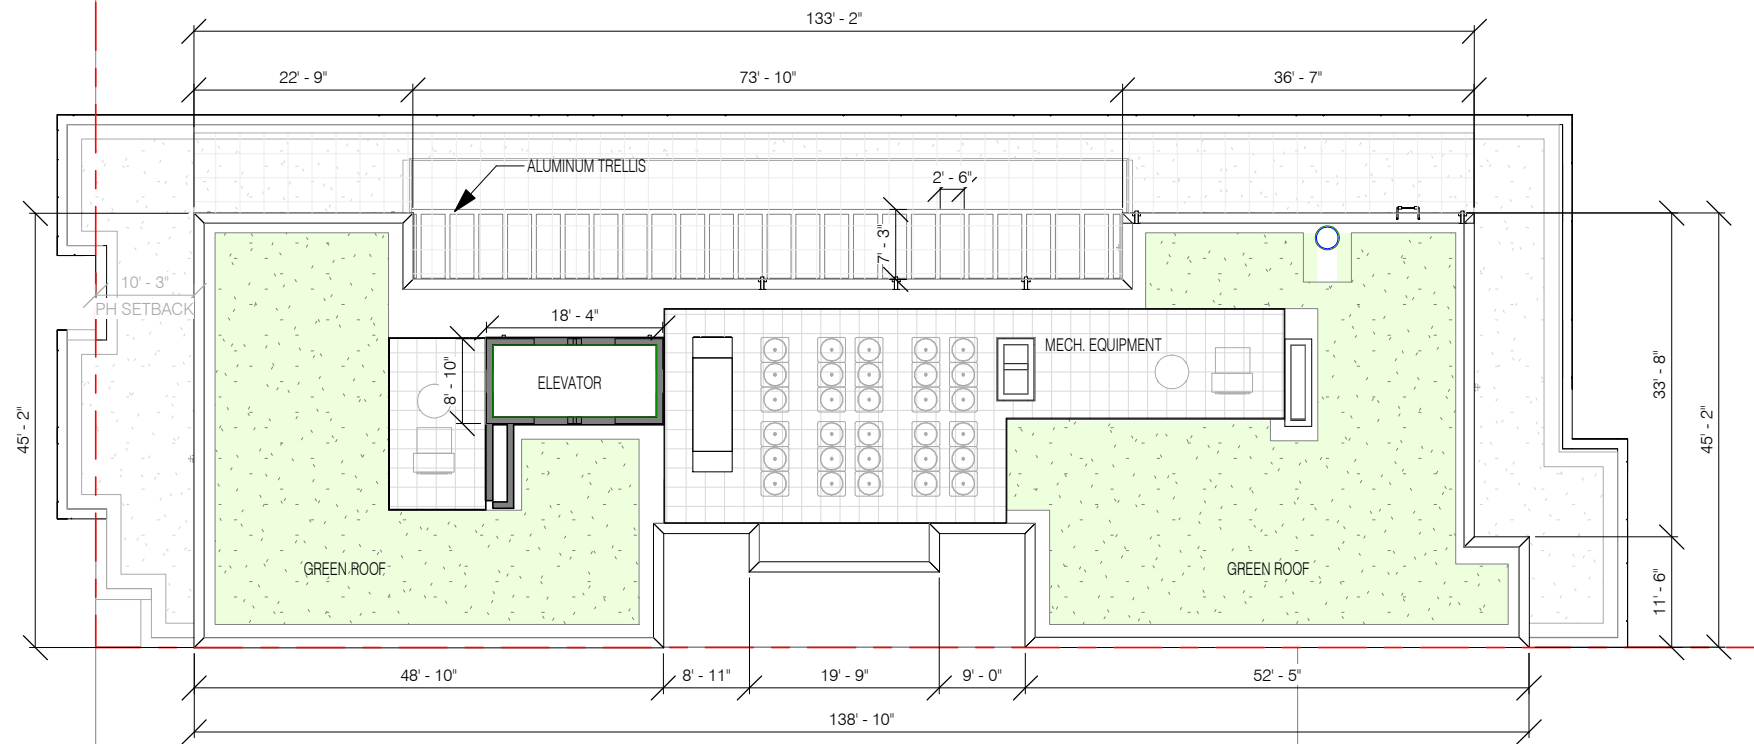 133' - 2"
22' - 9"
73' - 10"
36' - 7"
ALUMINUM TRELLIS
2' - 6"
7' - 3"
10' - 3"
PH SETBACK
18' - 4"
MECH. EQUIPMENT
8' - 10"
ELEVATOR
45' - 2"
33' - 8"
45' - 2"
GREEN ROOF
GREEN ROOF
11' - 6"
48' - 10"
8' - 11"
19' - 9"
9' - 0"
52' - 5"
138' - 10"